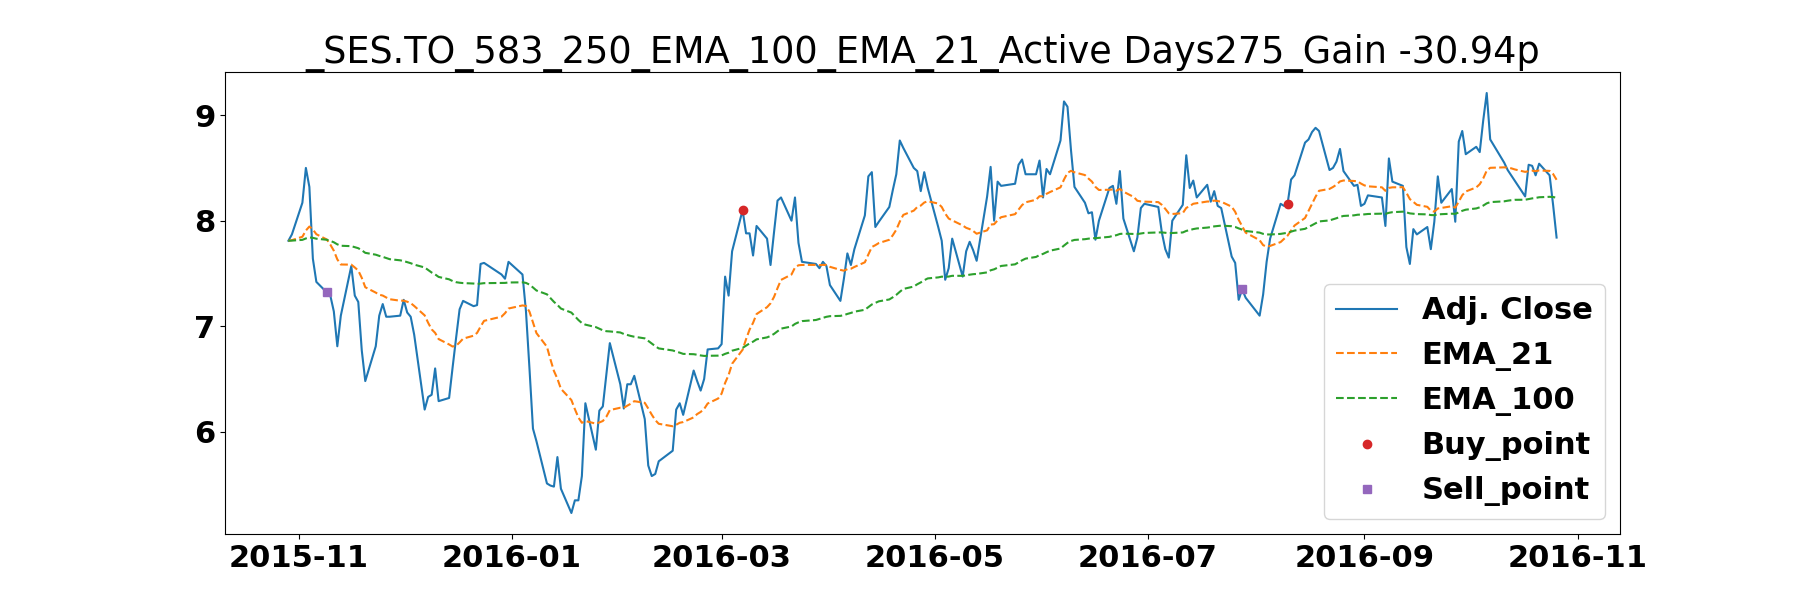 _SES.TO_583_250_EMA_100_EMA_21_Active Days275_Gain -30.94p
9
8
7
6
Adj. Close
EMA_21
EMA_100
Buy_point
Sell_point
2015-11 2016-01 2016-03 2016-05 2016-07 2016-09 2016-11